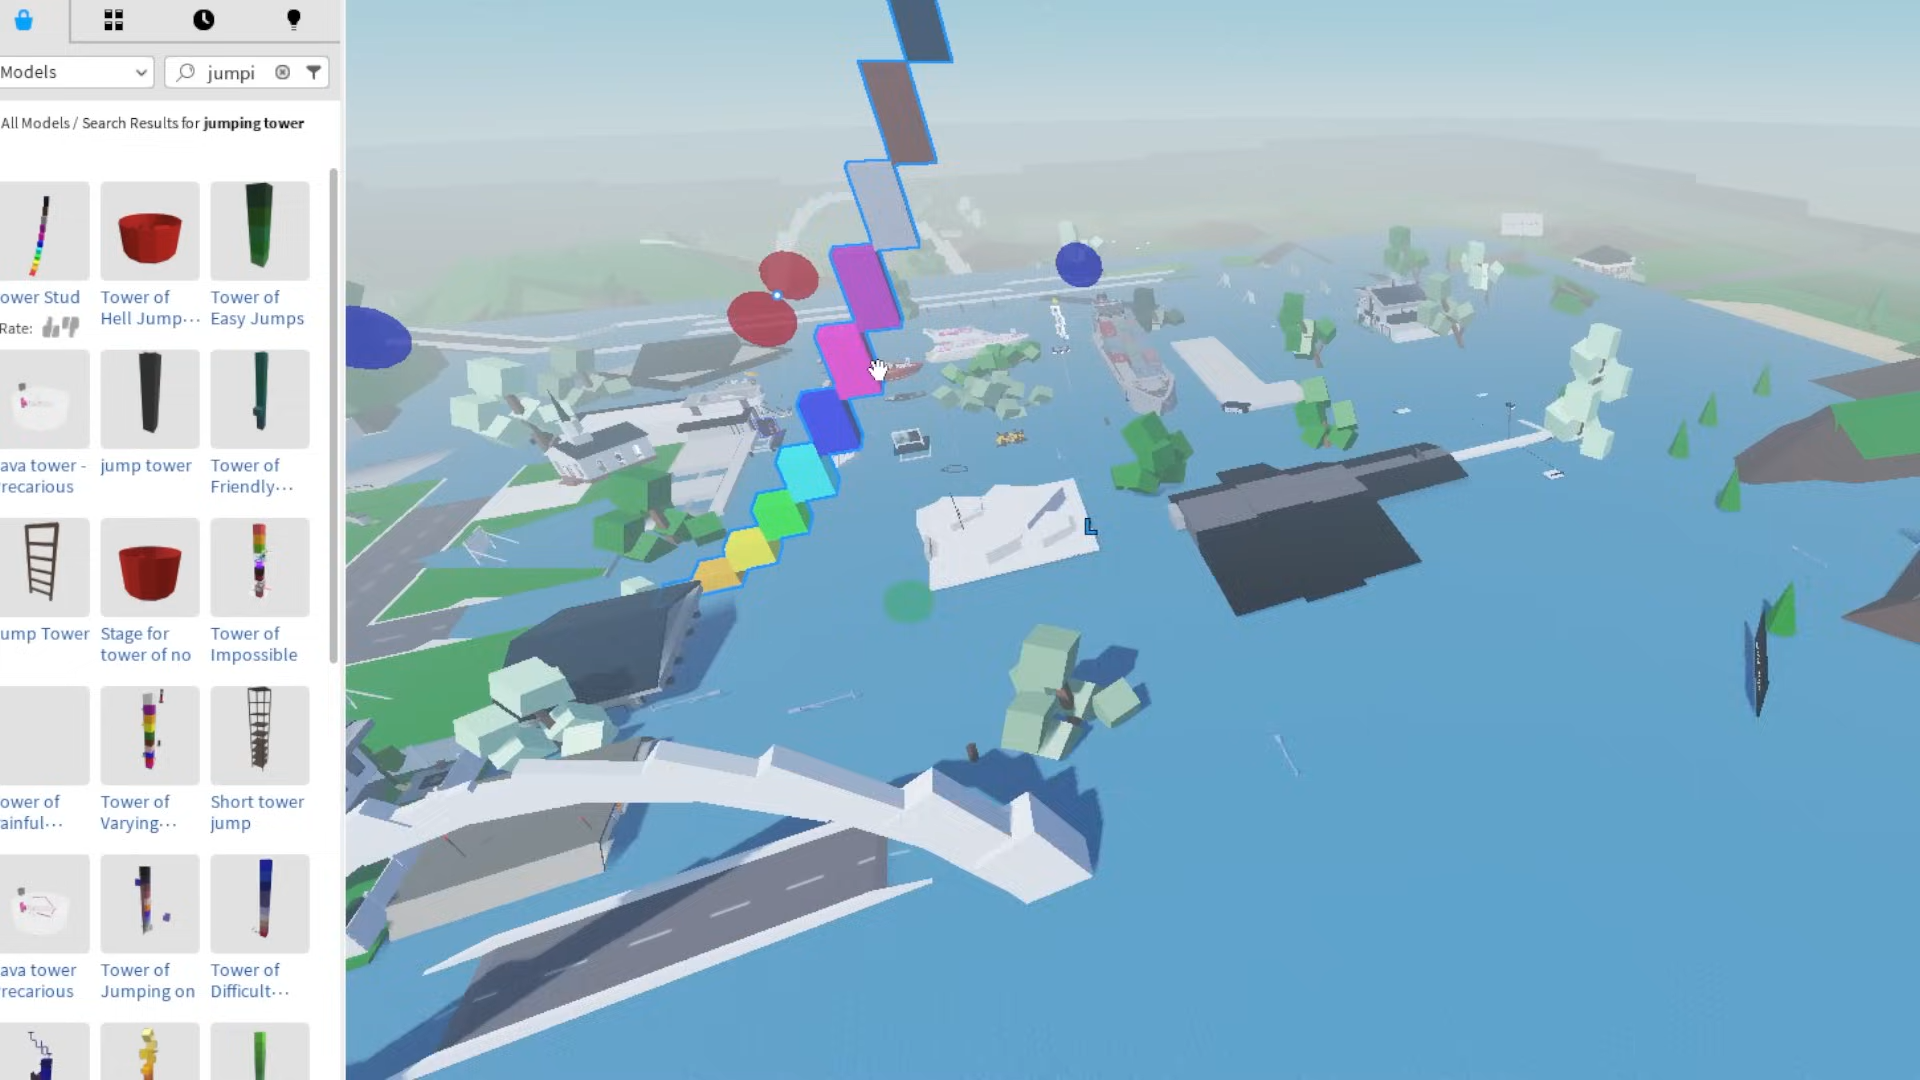 Models
jumpi
All Models / Search Results for jumping tower
ower Stud
Rate:
Tower of
Hell Jump···
Tower of
Easy Jumps
ava tower -
recarious
jump tower
Tower of
Friendly···
ump Tower
Stage for
tower of no
Tower of
Impossible
ower of
ainful···
Tower of
Varying···
Short tower
jump
ava tower
recarious
Tower of
Jumping on
Tower of
Difficult···
L